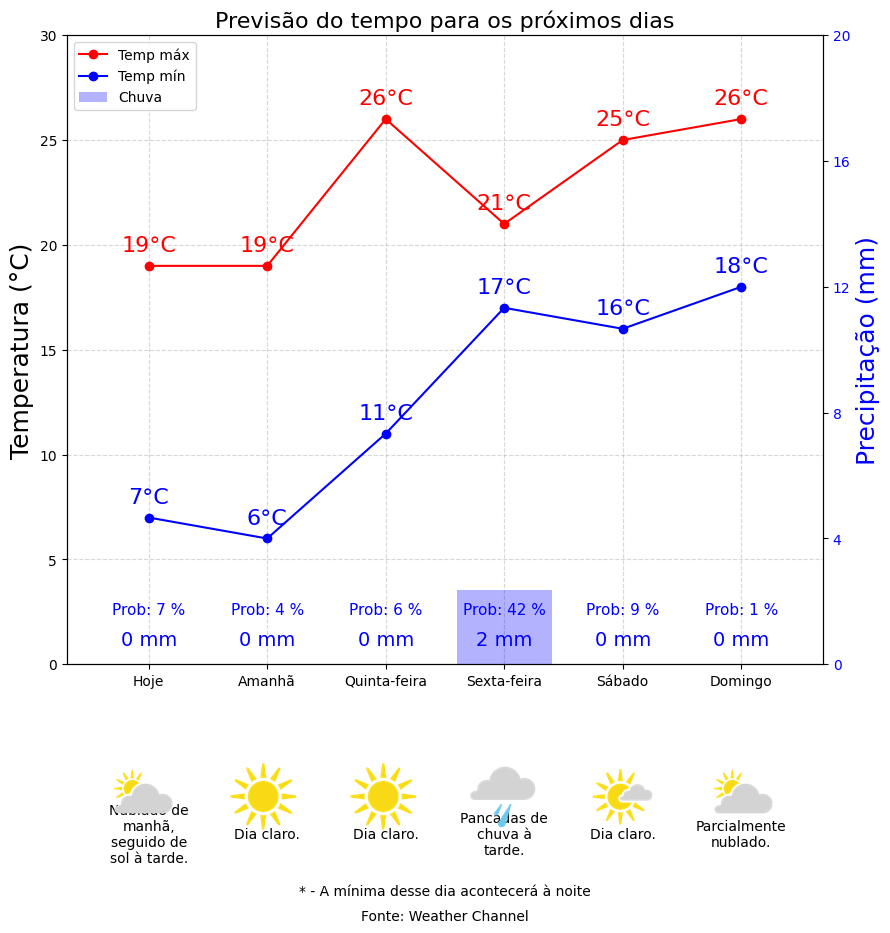 Previsão do tempo para os próximos dias
Temp máx
Temp mín
Chuva
Temperatura (°C)
Precipitação (mm)
30
25
20
15
10
5
0
20
16
12
8
4
0
19°C
19°C
26°C
21°C
25°C
26°C
7°C
6°C
11°C
17°C
16°C
18°C
Prob: 7 %
Prob: 4 %
Prob: 6 %
Prob: 42 %
Prob: 9 %
Prob: 1 %
0 mm
0 mm
0 mm
2 mm
0 mm
0 mm
Hoje
Amanhã
Quinta-feira
Sexta-feira
Sábado
Domingo
Nublado de
manhã,
seguido de
sol à tarde.
Dia claro.
Dia claro.
Pancadas de
chuva à
tarde.
Dia claro.
Parcialmente
nublado.
* - A mínima desse dia acontecerá à noite
Fonte: Weather Channel